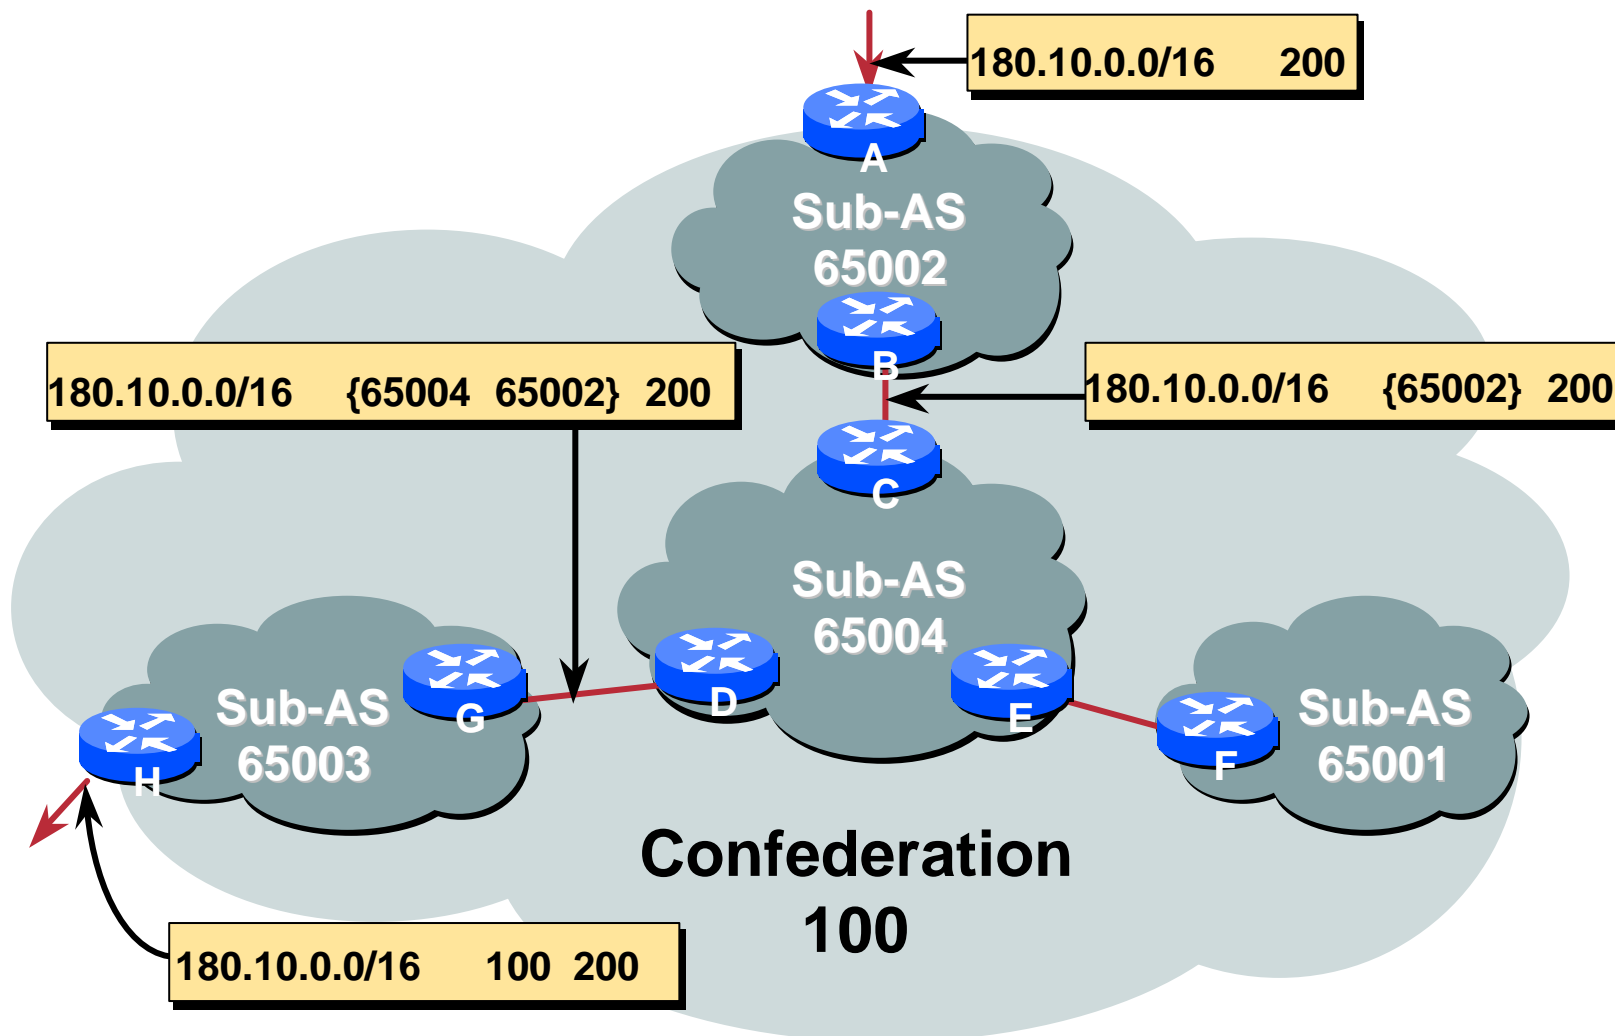 180.10.0.0/16 200
A
Sub-AS
65002
B
180.10.0.0/16 {65004 65002} 200
180.10.0.0/16 {65002} 200
C
Sub-AS
65004
D
E
G
Sub-AS
65003
H
F
Sub-AS
65001
Confederation
100
180.10.0.0/16 100 200